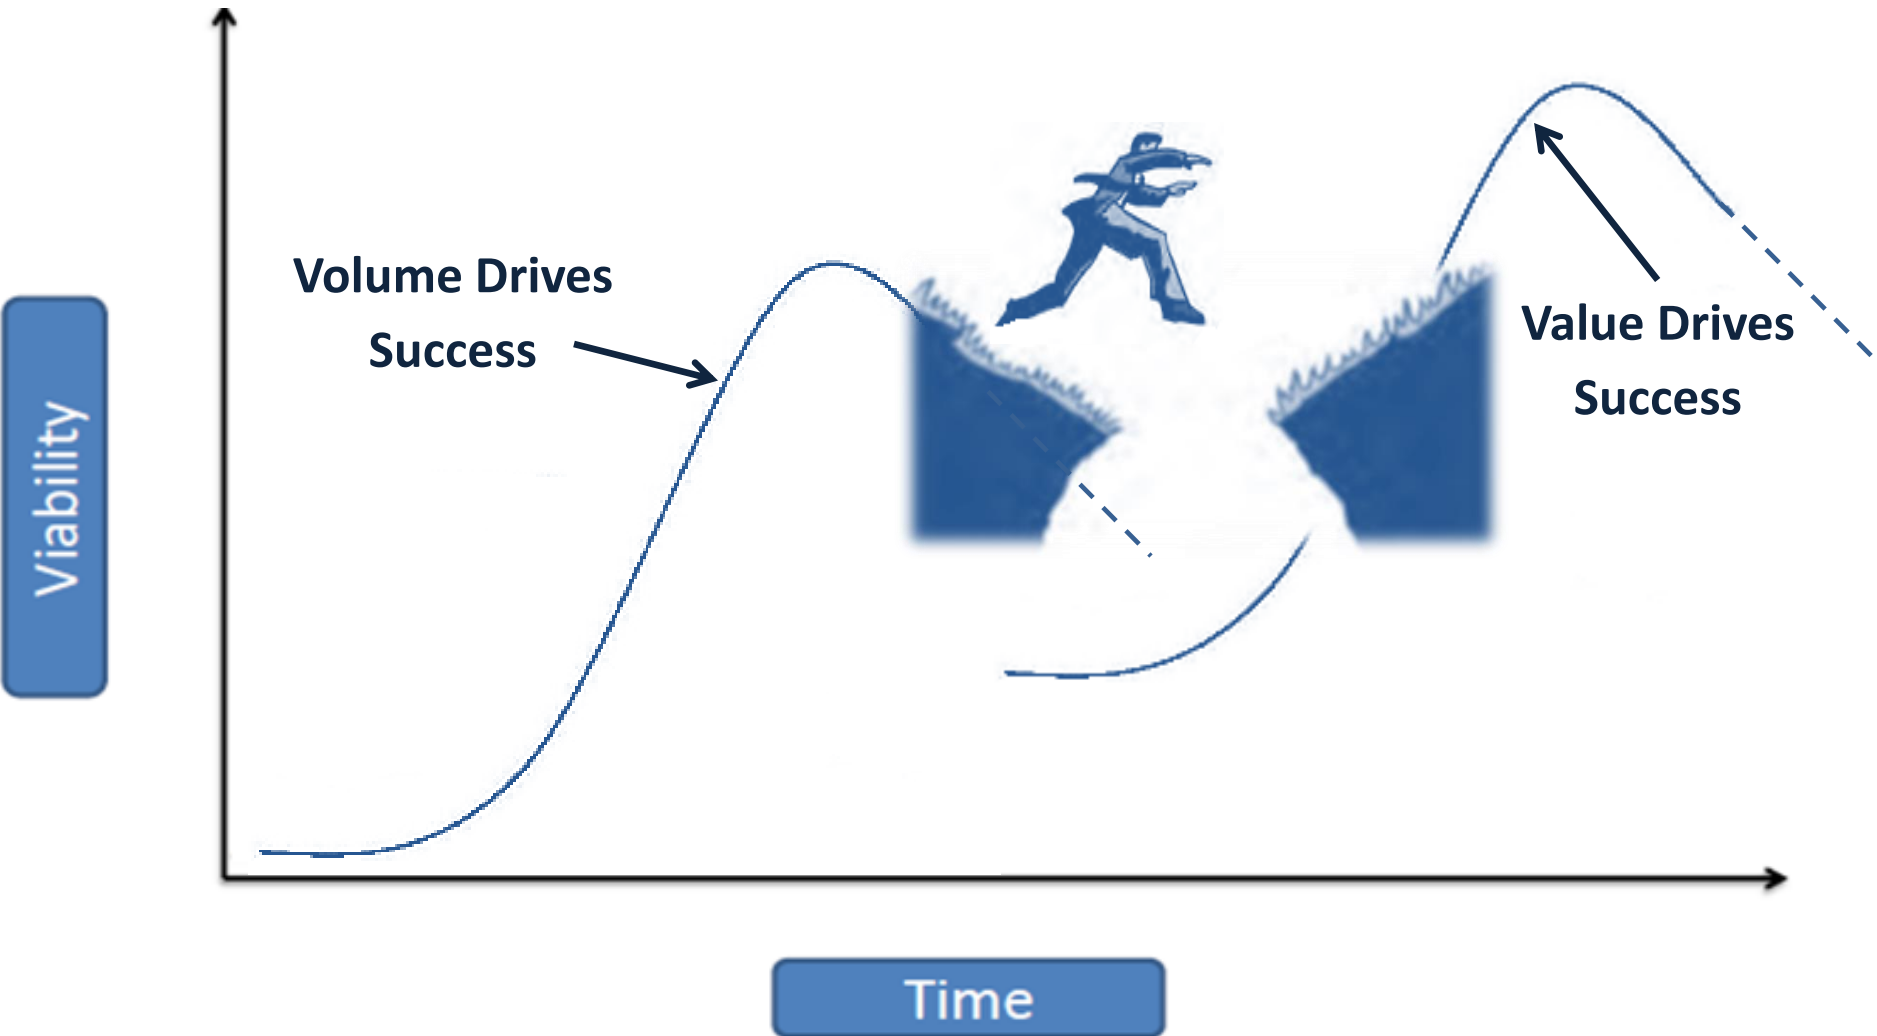 Volume Drives
Success
Value Drives
Success
Viability
Time